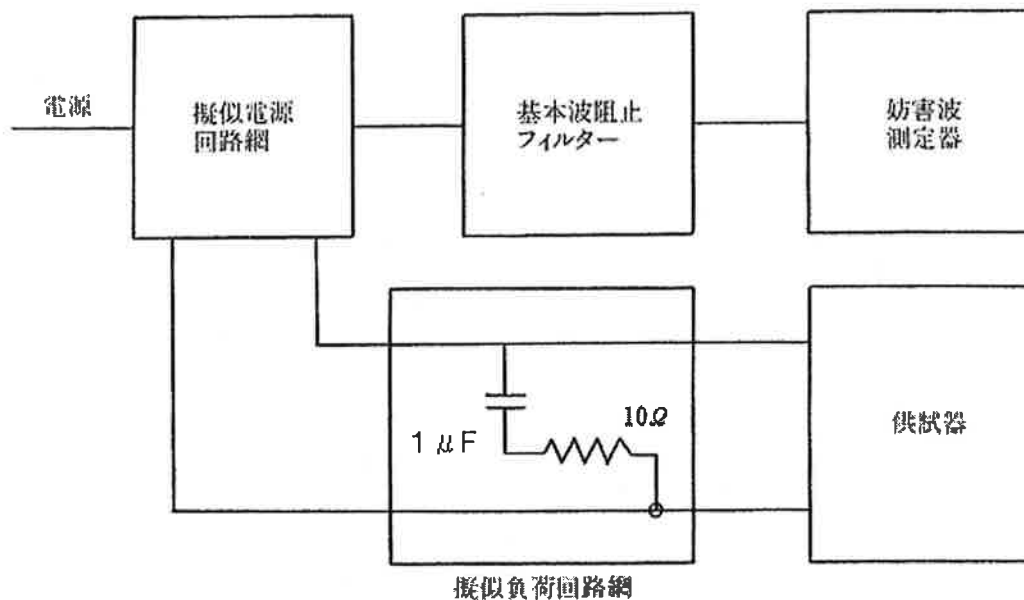 電源
擬似電源
回路網
基本波阻止
フィルター
妨害波
測定器
1μF
10Ω
供試器
擬似負荷回路網